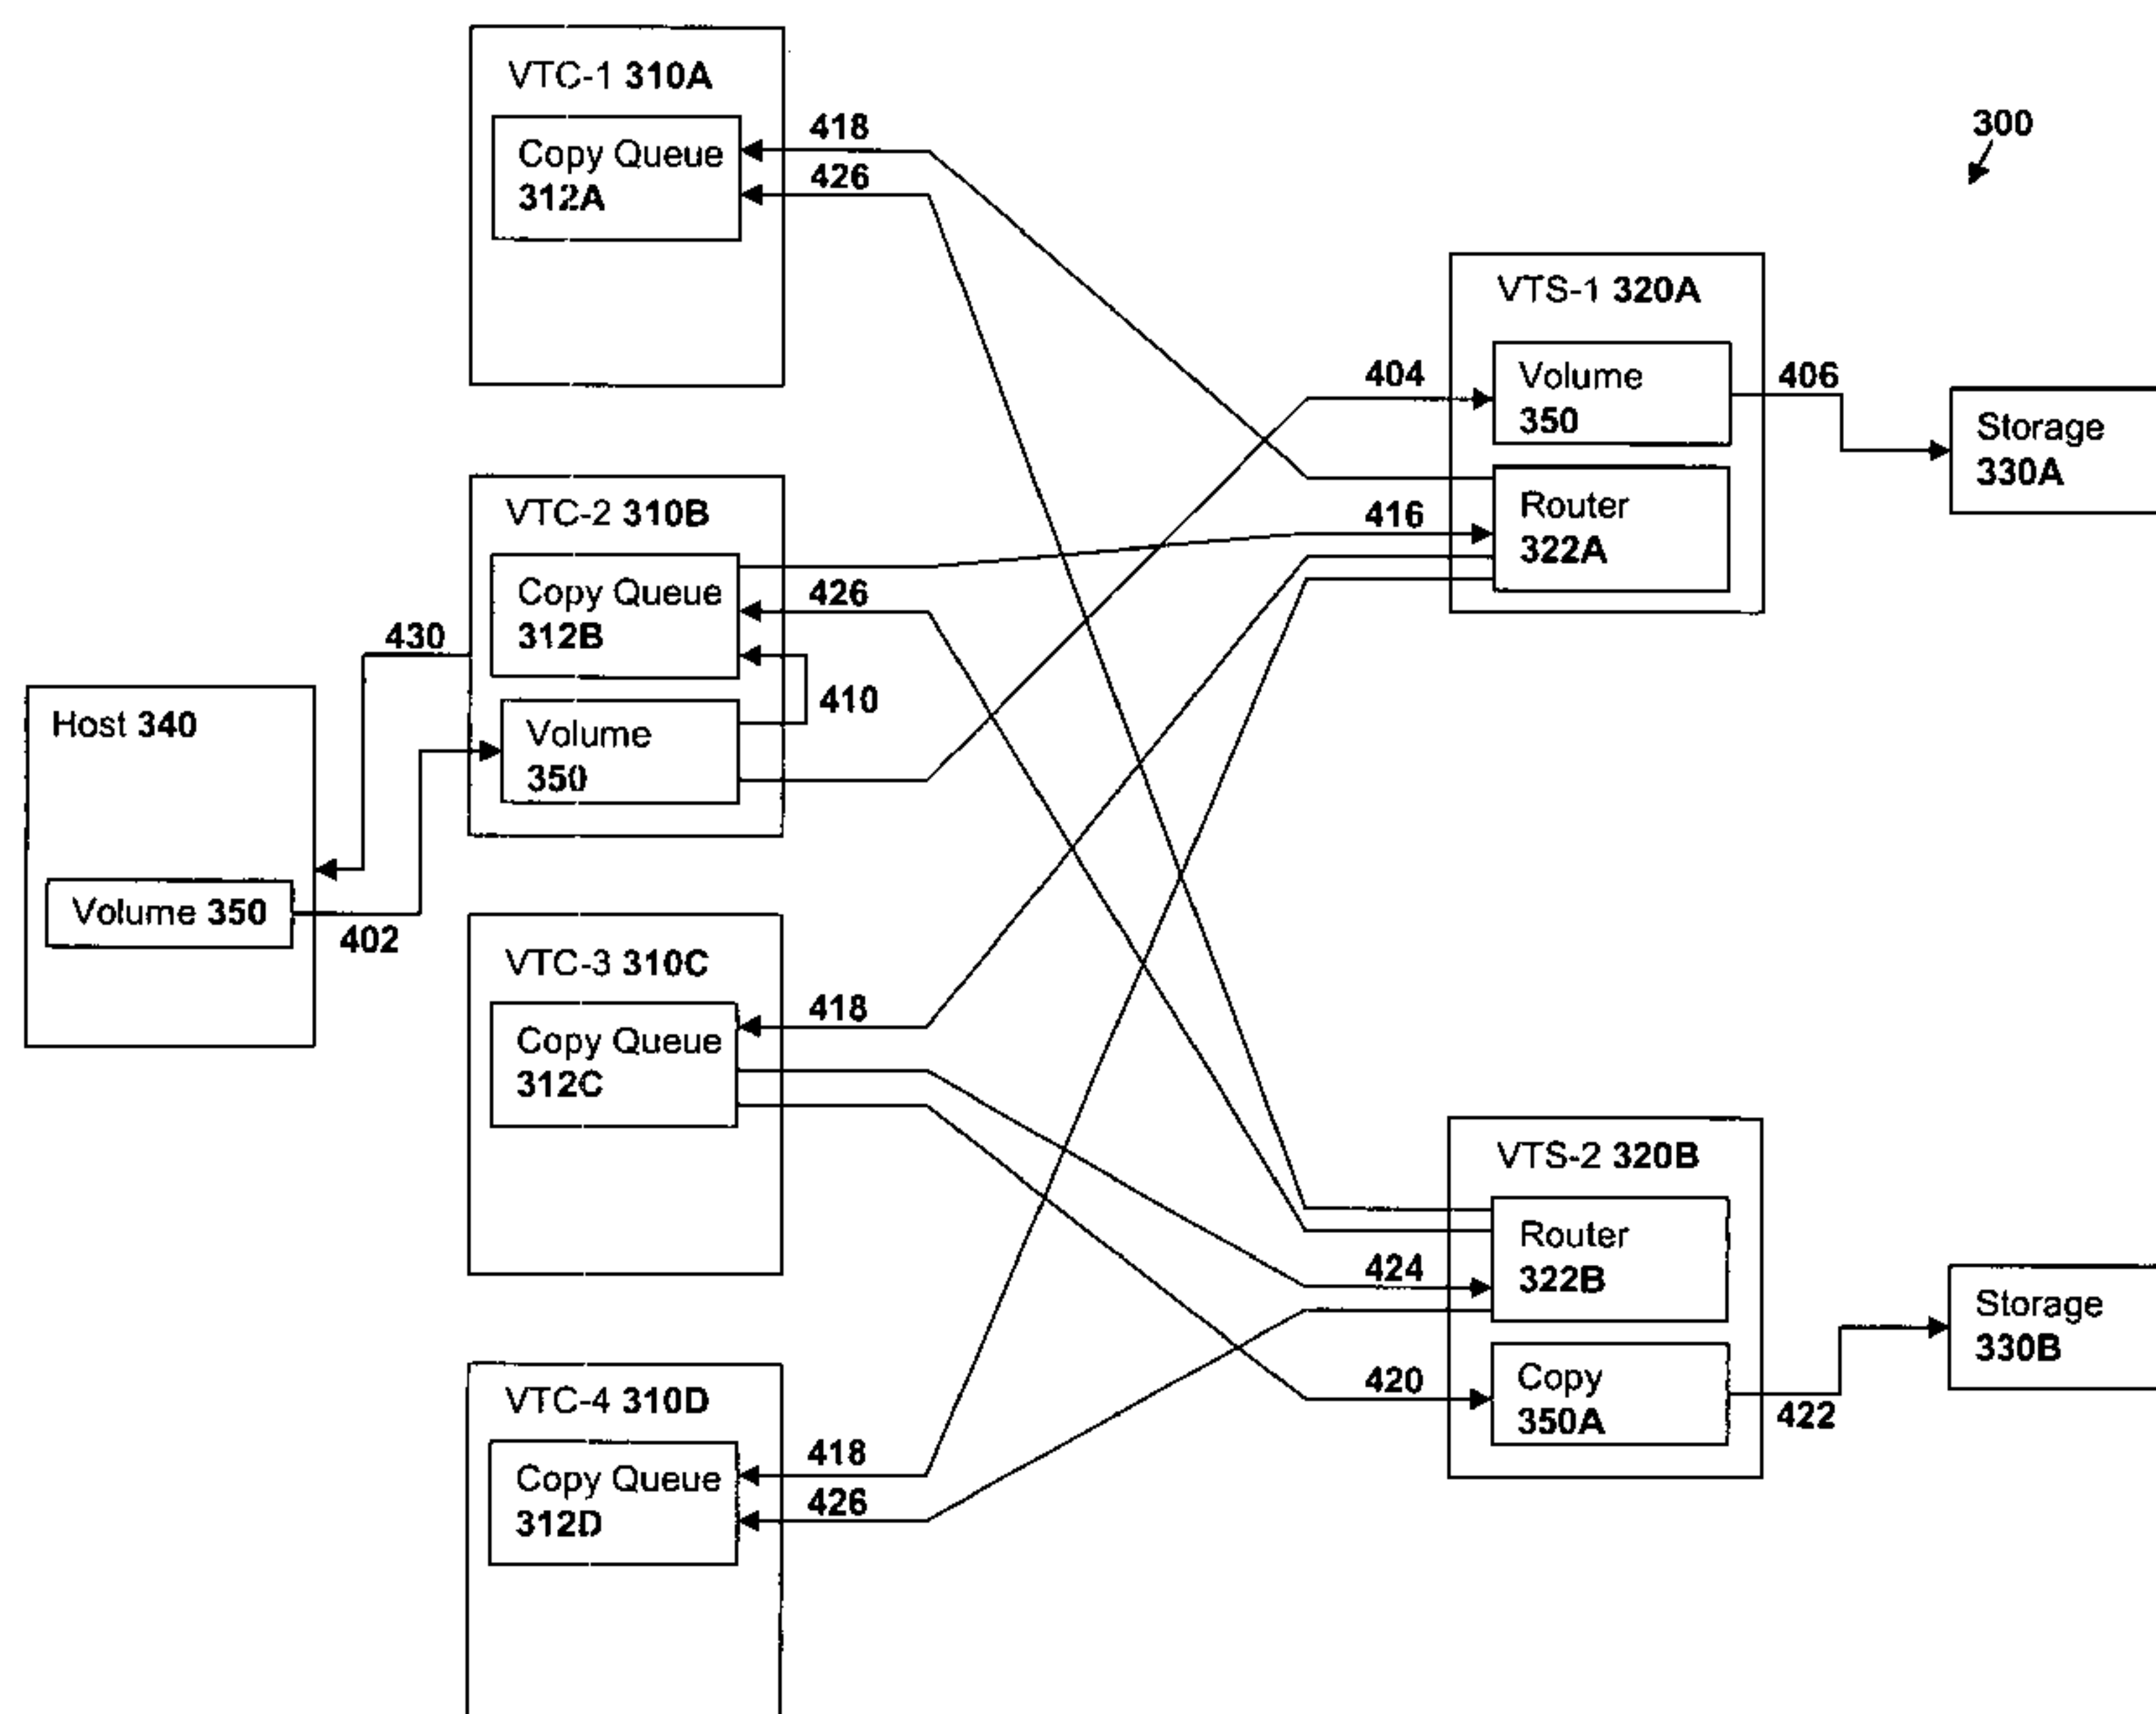 VTC-1 310A
Copy Queue
312A
418
426
300
VTS-1 320A
Volume
350
404
406
Storage
330A
Router
322A
416
VTC-2 310B
Copy Queue
312B
426
410
Volume
350
430
Host 340
Volume 350
402
VTC-3 310C
Copy Queue
312C
418
VTS-2 320B
Router
322B
424
Storage
330B
Copy
350A
420
422
VTC-4 310D
Copy Queue
312D
418
426